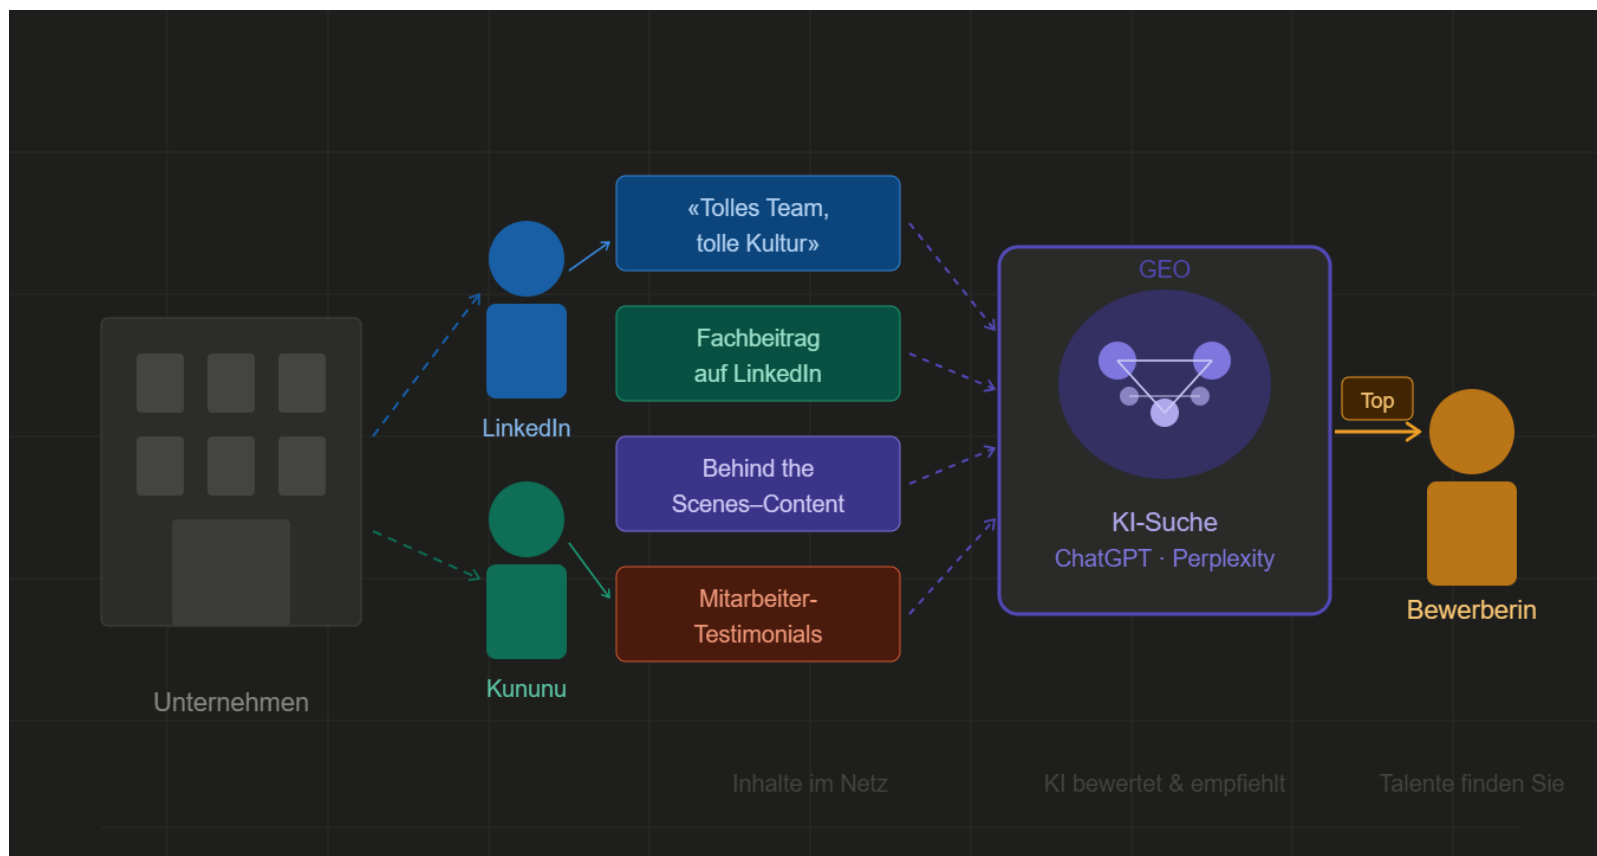 Unternehmen
LinkedIn
Kununu
«Tolles Team,
tolle Kultur»
Fachbeitrag
auf LinkedIn
Behind the
Scenes–Content
Mitarbeiter-
Testimonials
GEO
KI-Suche
ChatGPT · Perplexity
Top
Bewerberin
Inhalte im Netz
KI bewertet & empfiehlt
Talente finden Sie